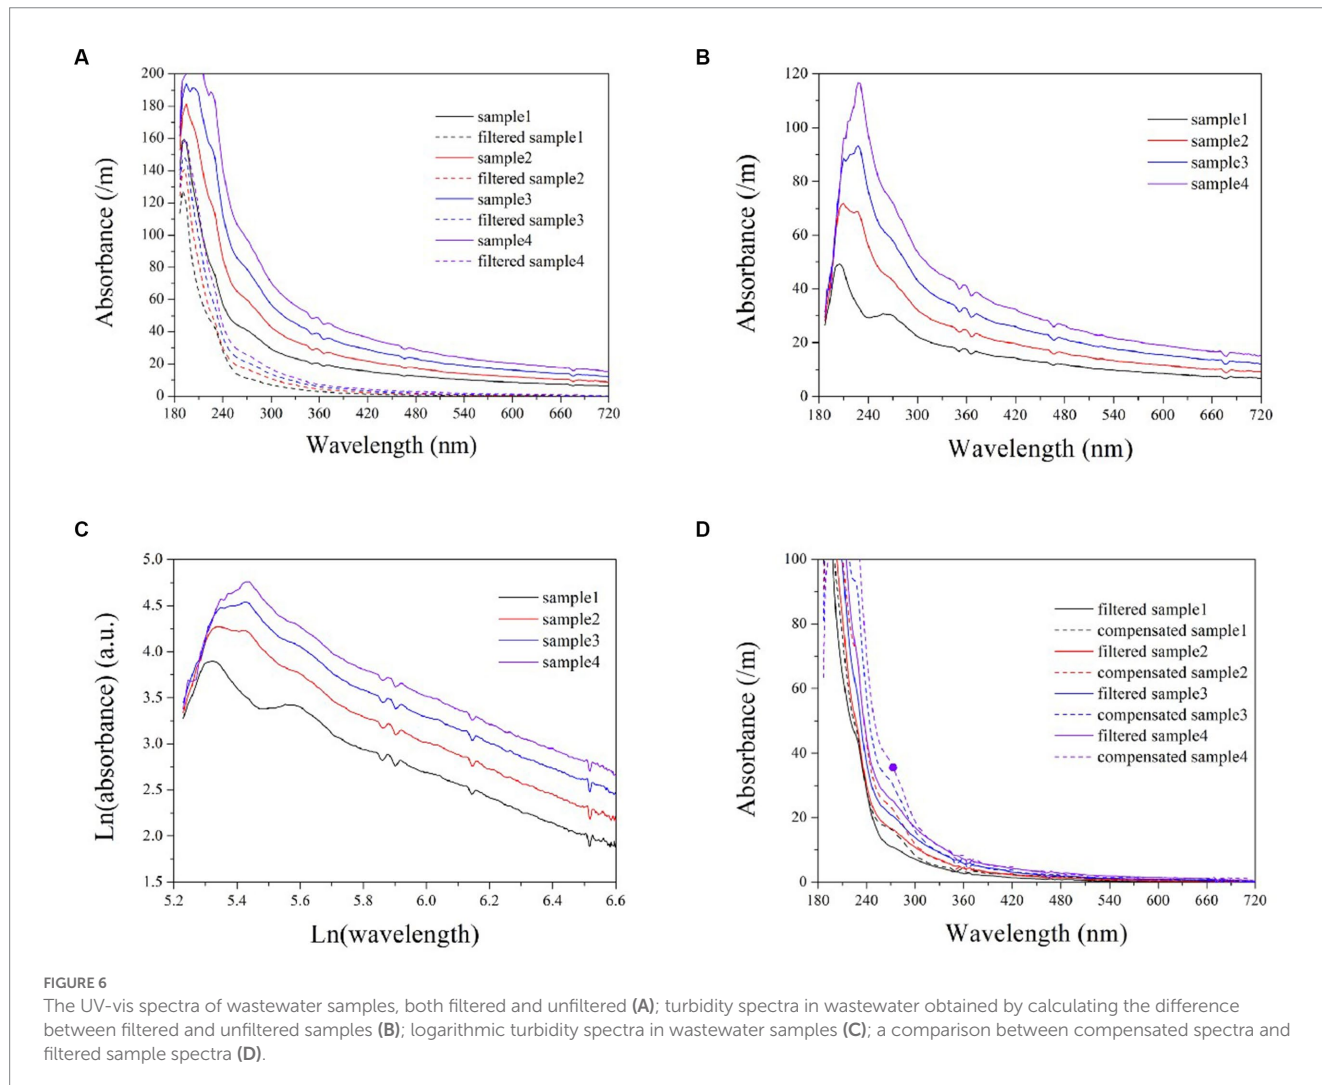 A
200
180
160
140
120
100
80
60
40
20
0
180 240 300 360 420 480 540 600 660 720
Absorbance (/m)
Wavelength (nm)
sample1
filtered sample1
sample2
filtered sample2
sample3
filtered sample3
sample4
filtered sample4
B
120
100
80
60
40
20
0
180 240 300 360 420 480 540 600 660 720
Absorbance (/m)
Wavelength (nm)
sample1
sample2
sample3
sample4
C
5.0
4.5
4.0
3.5
3.0
2.5
2.0
1.5
5.2 5.4 5.6 5.8 6.0 6.2 6.4 6.6
Ln(absorbance) (a.u.)
Ln(wavelength)
sample1
sample2
sample3
sample4
D
100
80
60
40
20
0
180 240 300 360 420 480 540 600 660 720
Absorbance (/m)
Wavelength (nm)
filtered sample1
compensated sample1
filtered sample2
compensated sample2
filtered sample3
compensated sample3
filtered sample4
compensated sample4
FIGURE 6
The UV-vis spectra of wastewater samples, both filtered and unfiltered (A); turbidity spectra in wastewater obtained by calculating the difference
between filtered and unfiltered samples (B); logarithmic turbidity spectra in wastewater samples (C); a comparison between compensated spectra and
filtered sample spectra (D).